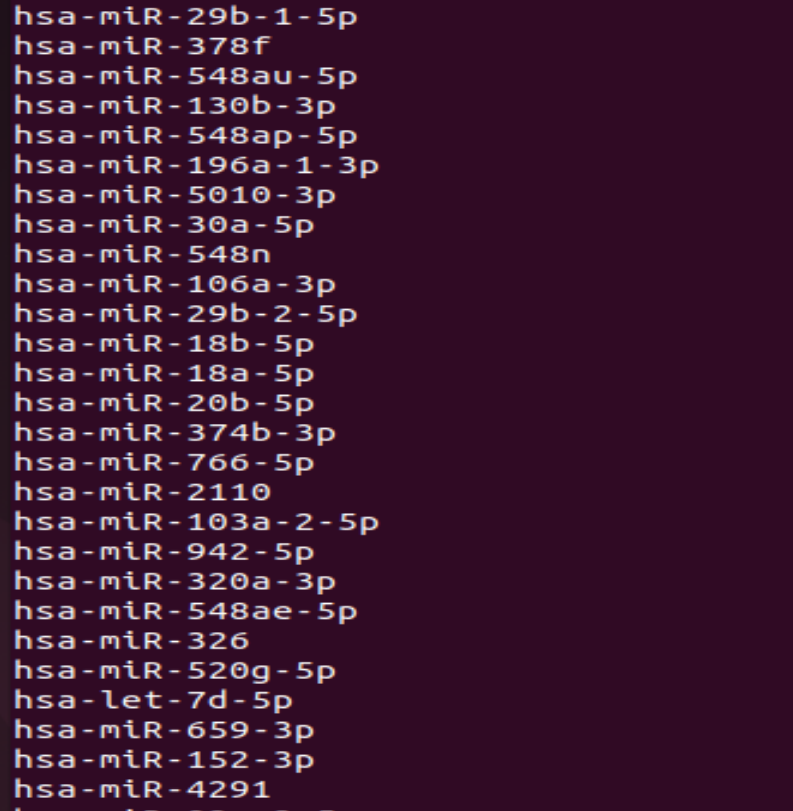 hsa-miR-29b-1-5p
hsa-miR-378f
hsa-miR-548au-5p
hsa-miR-130b-3p
hsa-miR-548ap-5p
hsa-miR-196a-1-3p
hsa-miR-5010-3p
hsa-miR-30a-5p
hsa-miR-548n
hsa-miR-106a-3p
hsa-miR-29b-2-5p
hsa-miR-18b-5p
hsa-miR-18a-5p
hsa-miR-20b-5p
hsa-miR-374b-3p
hsa-miR-766-5p
hsa-miR-2110
hsa-miR-103a-2-5p
hsa-miR-942-5p
hsa-miR-320a-3p
hsa-miR-548ae-5p
hsa-miR-326
hsa-miR-520g-5p
hsa-let-7d-5p
hsa-miR-659-3p
hsa-miR-152-3p
hsa-miR-4291